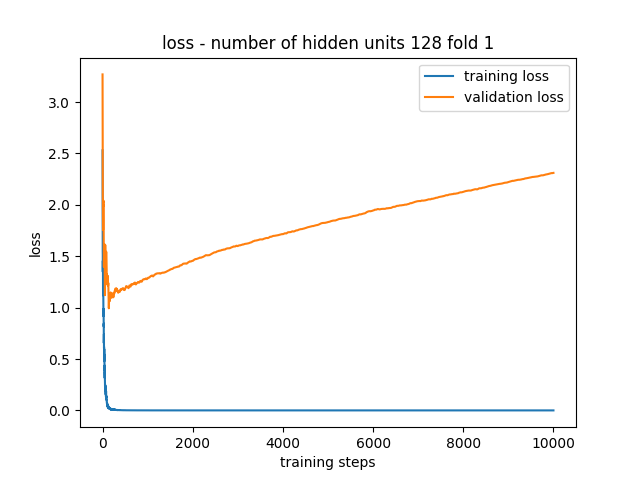 loss - number of hidden units 128 fold 1
training loss
validation loss
loss
3.0
2.5
2.0
1.5
1.0
0.5
0.0
0
2000
4000
6000
8000
10000
training steps